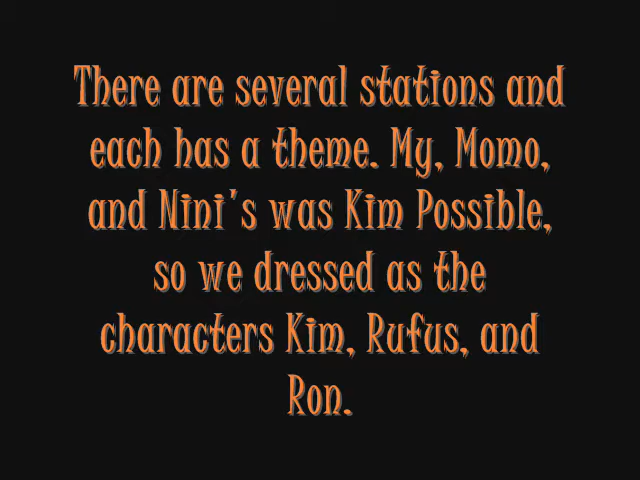 There are several stations and
each has a theme. My, Momo,
and Nini's was Kim Possible,
so we dressed as the
characters Kim, Rufus, and
Ron.